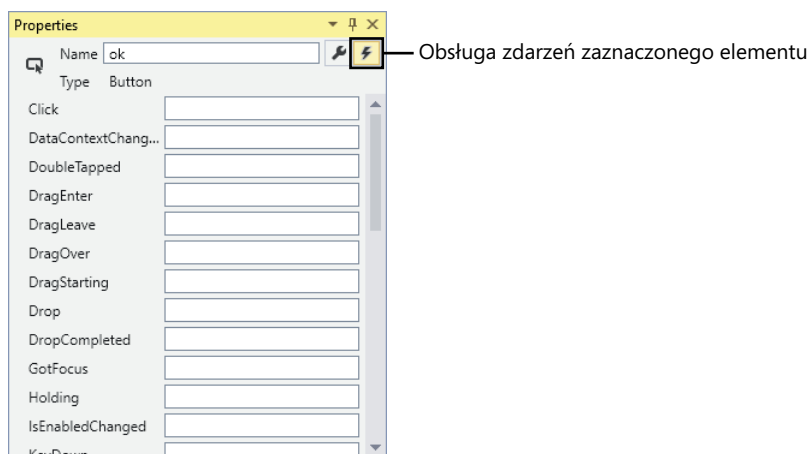 Properties
Name ok
Obsługa zdarzeń zaznaczonego elementu
Type Button
Click
DataContextChang...
DoubleTapped
DragEnter
DragLeave
DragOver
DragStarting
Drop
DropCompleted
GotFocus
Holding
IsEnabledChanged
KeyDown